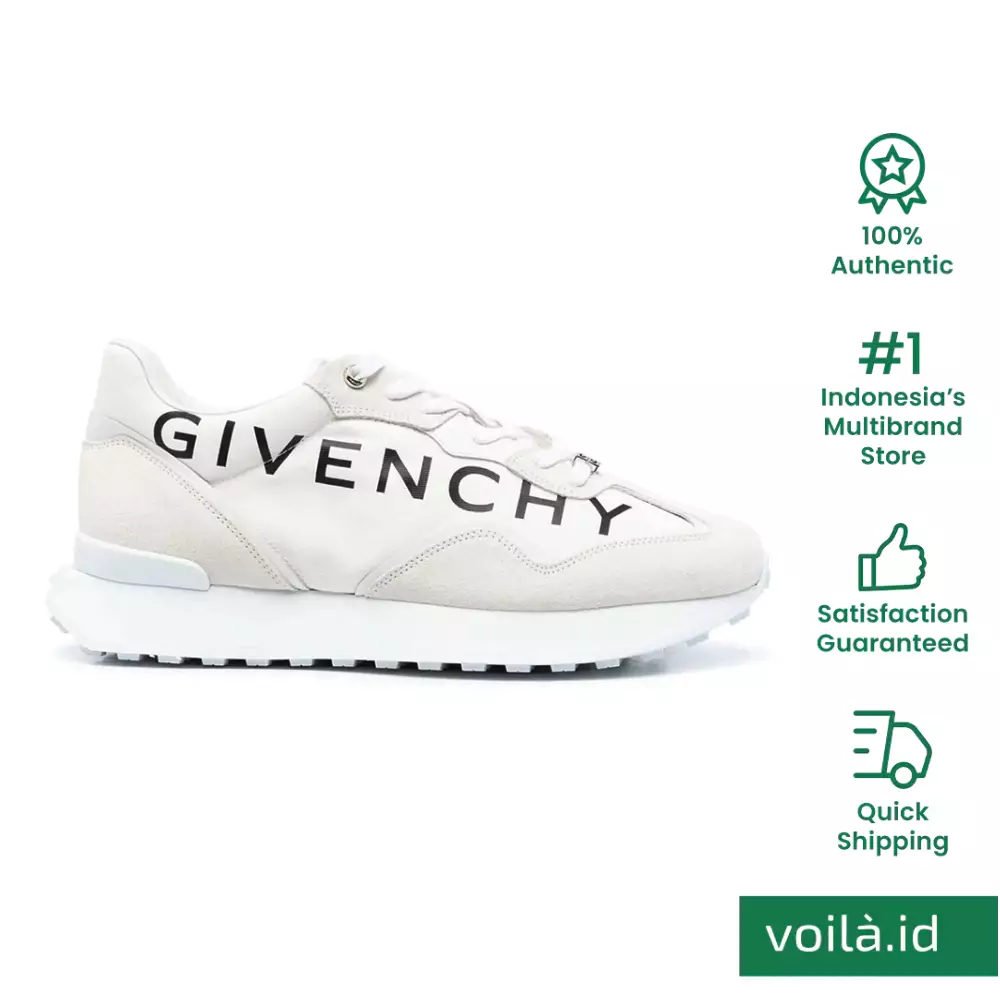 GIVENCHY
100%
Authentic
#1
Indonesia's
Multibrand
Store
Satisfaction
Guaranteed
Quick
Shipping
voilà.id